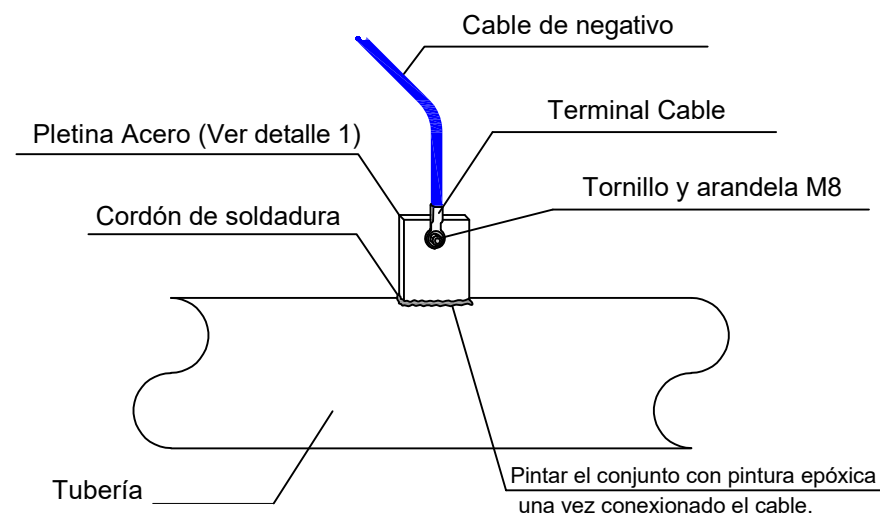 Cable de negativo
Terminal Cable
Pletina Acero (Ver detalle 1)
Tornillo y arandela M8
Cordón de soldadura
Pintar el conjunto con pintura epóxica
una vez conexionado el cable.
Tubería